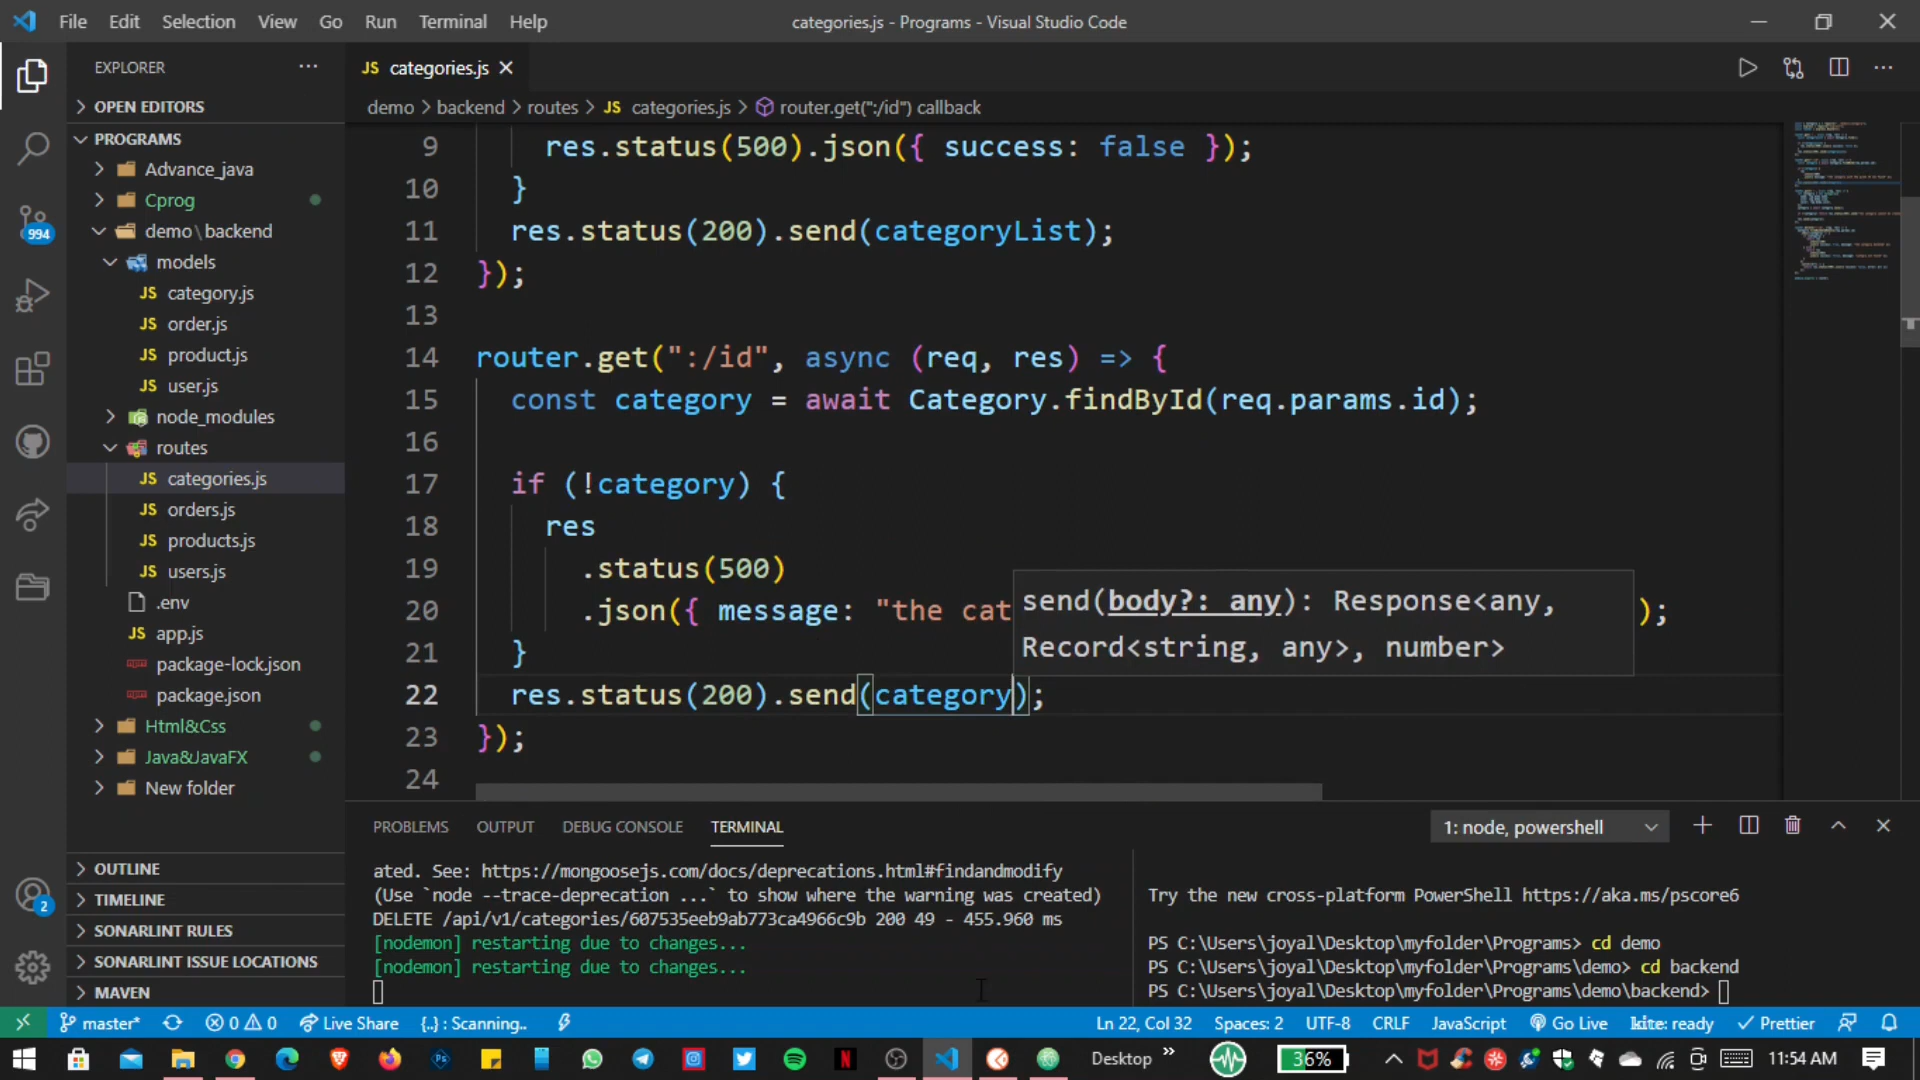 File Edit Selection View Go Run Terminal Help
categories.js - Programs - Visual Studio Code
EXPLORER
JS categories.js
OPEN EDITORS
demo > backend > routes > JS categories.js > router.get(":/id") callback
PROGRAMS
Advance_java
Cprog
demo\backend
models
JS category.js
JS order.js
JS product.js
JS user.js
node_modules
routes
JS categories.js
JS orders.js
JS products.js
JS users.js
.env
JS app.js
package-lock.json
package.json
Html&Css
Java&JavaFX
New folder
OUTLINE
TIMELINE
SONARLINT RULES
SONARLINT ISSUE LOCATIONS
MAVEN
994
2
9 res.status(500).json({ success: false });
10 }
11 res.status(200).send(categoryList);
12 });
13
14 router.get(":/id", async (req, res) => {
15 const category = await Category.findById(req.params.id);
16
17 if (!category) {
18 res
19 .status(500)
20 .json({ message: "the cat );
21 }
22 res.status(200).send(category);
23 });
24
send(body?: any): Response<any,
Record<string, any>, number>
PROBLEMS OUTPUT DEBUG CONSOLE TERMINAL
1: node, powershell
ated. See: https://mongoosejs.com/docs/deprecations.html#findandmodify
(Use `node --trace-deprecation ...` to show where the warning was created)
DELETE /api/v1/categories/607535eeb9ab773ca4966c9b 200 49 - 455.960 ms
[nodemon] restarting due to changes...
[nodemon] restarting due to changes...
Try the new cross-platform PowerShell https://aka.ms/pscore6
PS C:\Users\joyal\Desktop\myfolder\Programs> cd demo
PS C:\Users\joyal\Desktop\myfolder\Programs\demo> cd backend
PS C:\Users\joyal\Desktop\myfolder\Programs\demo\backend>
master* 0 0 Live Share {..} : Scanning.. Ln 22, Col 32 Spaces: 2 UTF-8 CRLF JavaScript Go Live kite: ready Prettier
Desktop 36% 11:54 AM